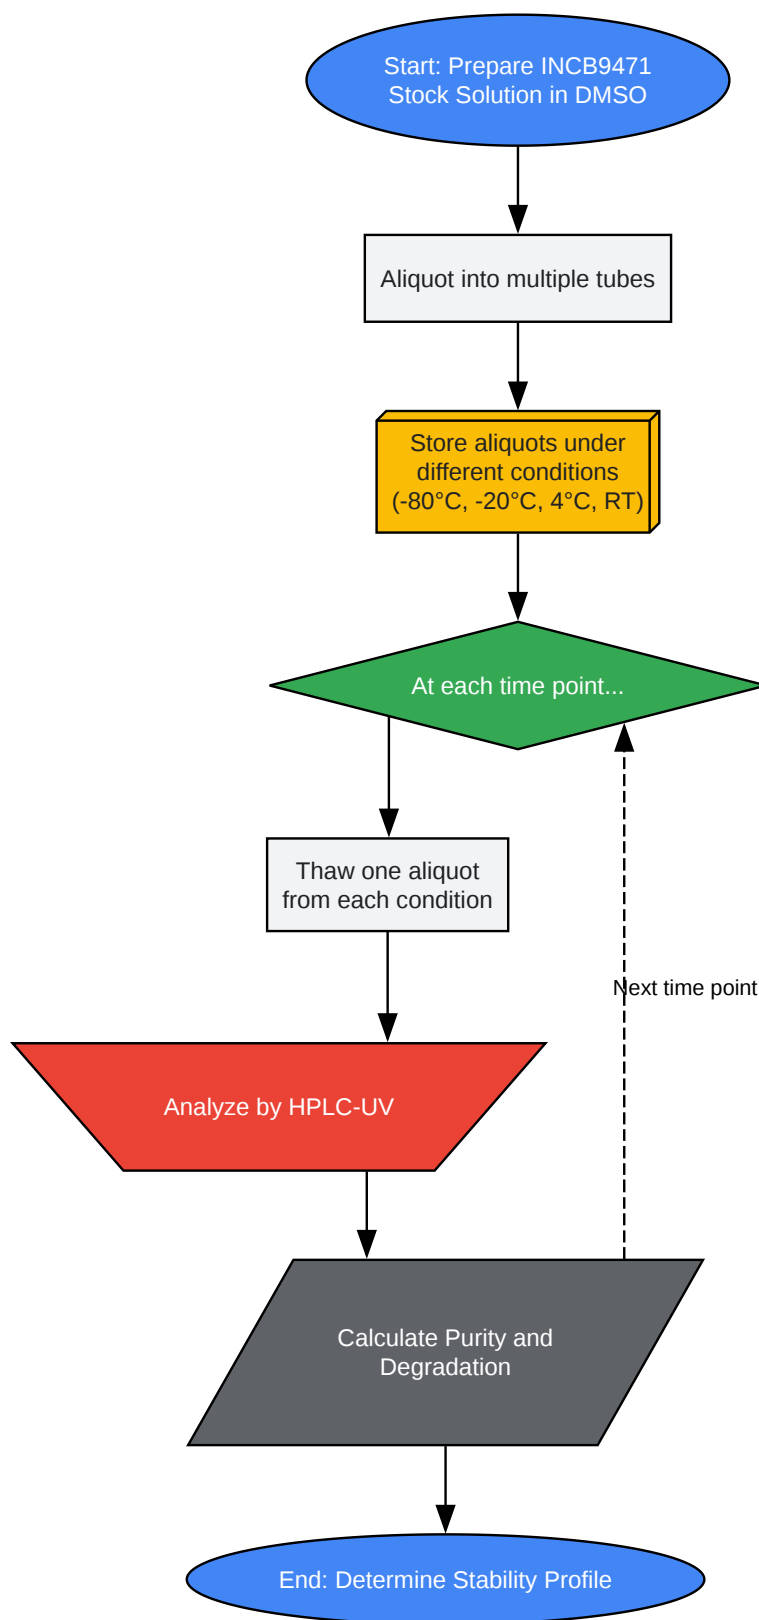 Start: Prepare INCB9471
Stock Solution in DMSO
Aliquot into multiple tubes
Store aliquots under
different conditions
(-80°C, -20°C, 4°C, RT)
At each time point...
Thaw one aliquot
from each condition
Next time point
Analyze by HPLC-UV
Calculate Purity and
Degradation
End: Determine Stability Profile